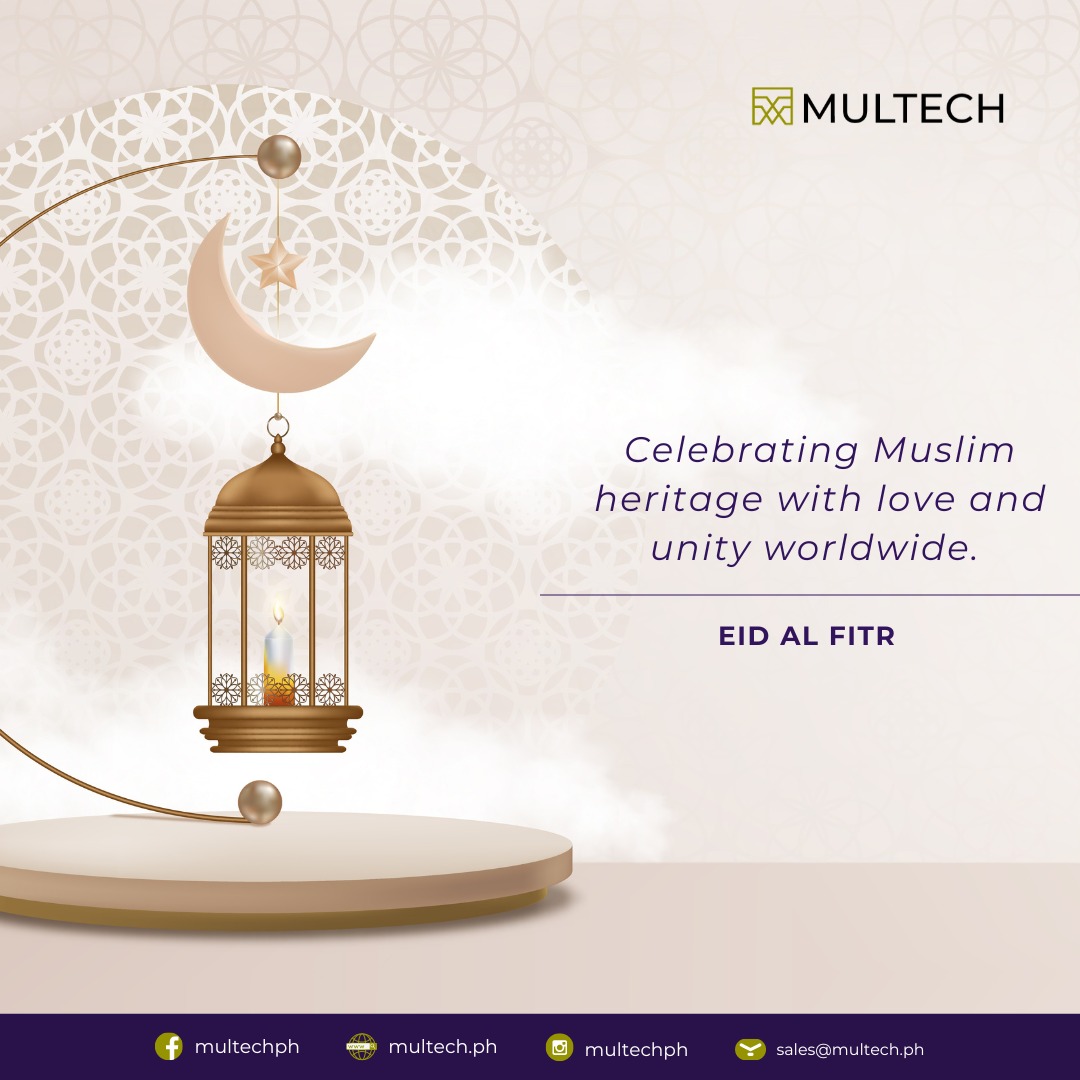 MULTECH
Celebrating Muslim
heritage with love and
unity worldwide.
EID AL FITR
multechph
multech.ph
multechph
sales@multech.ph